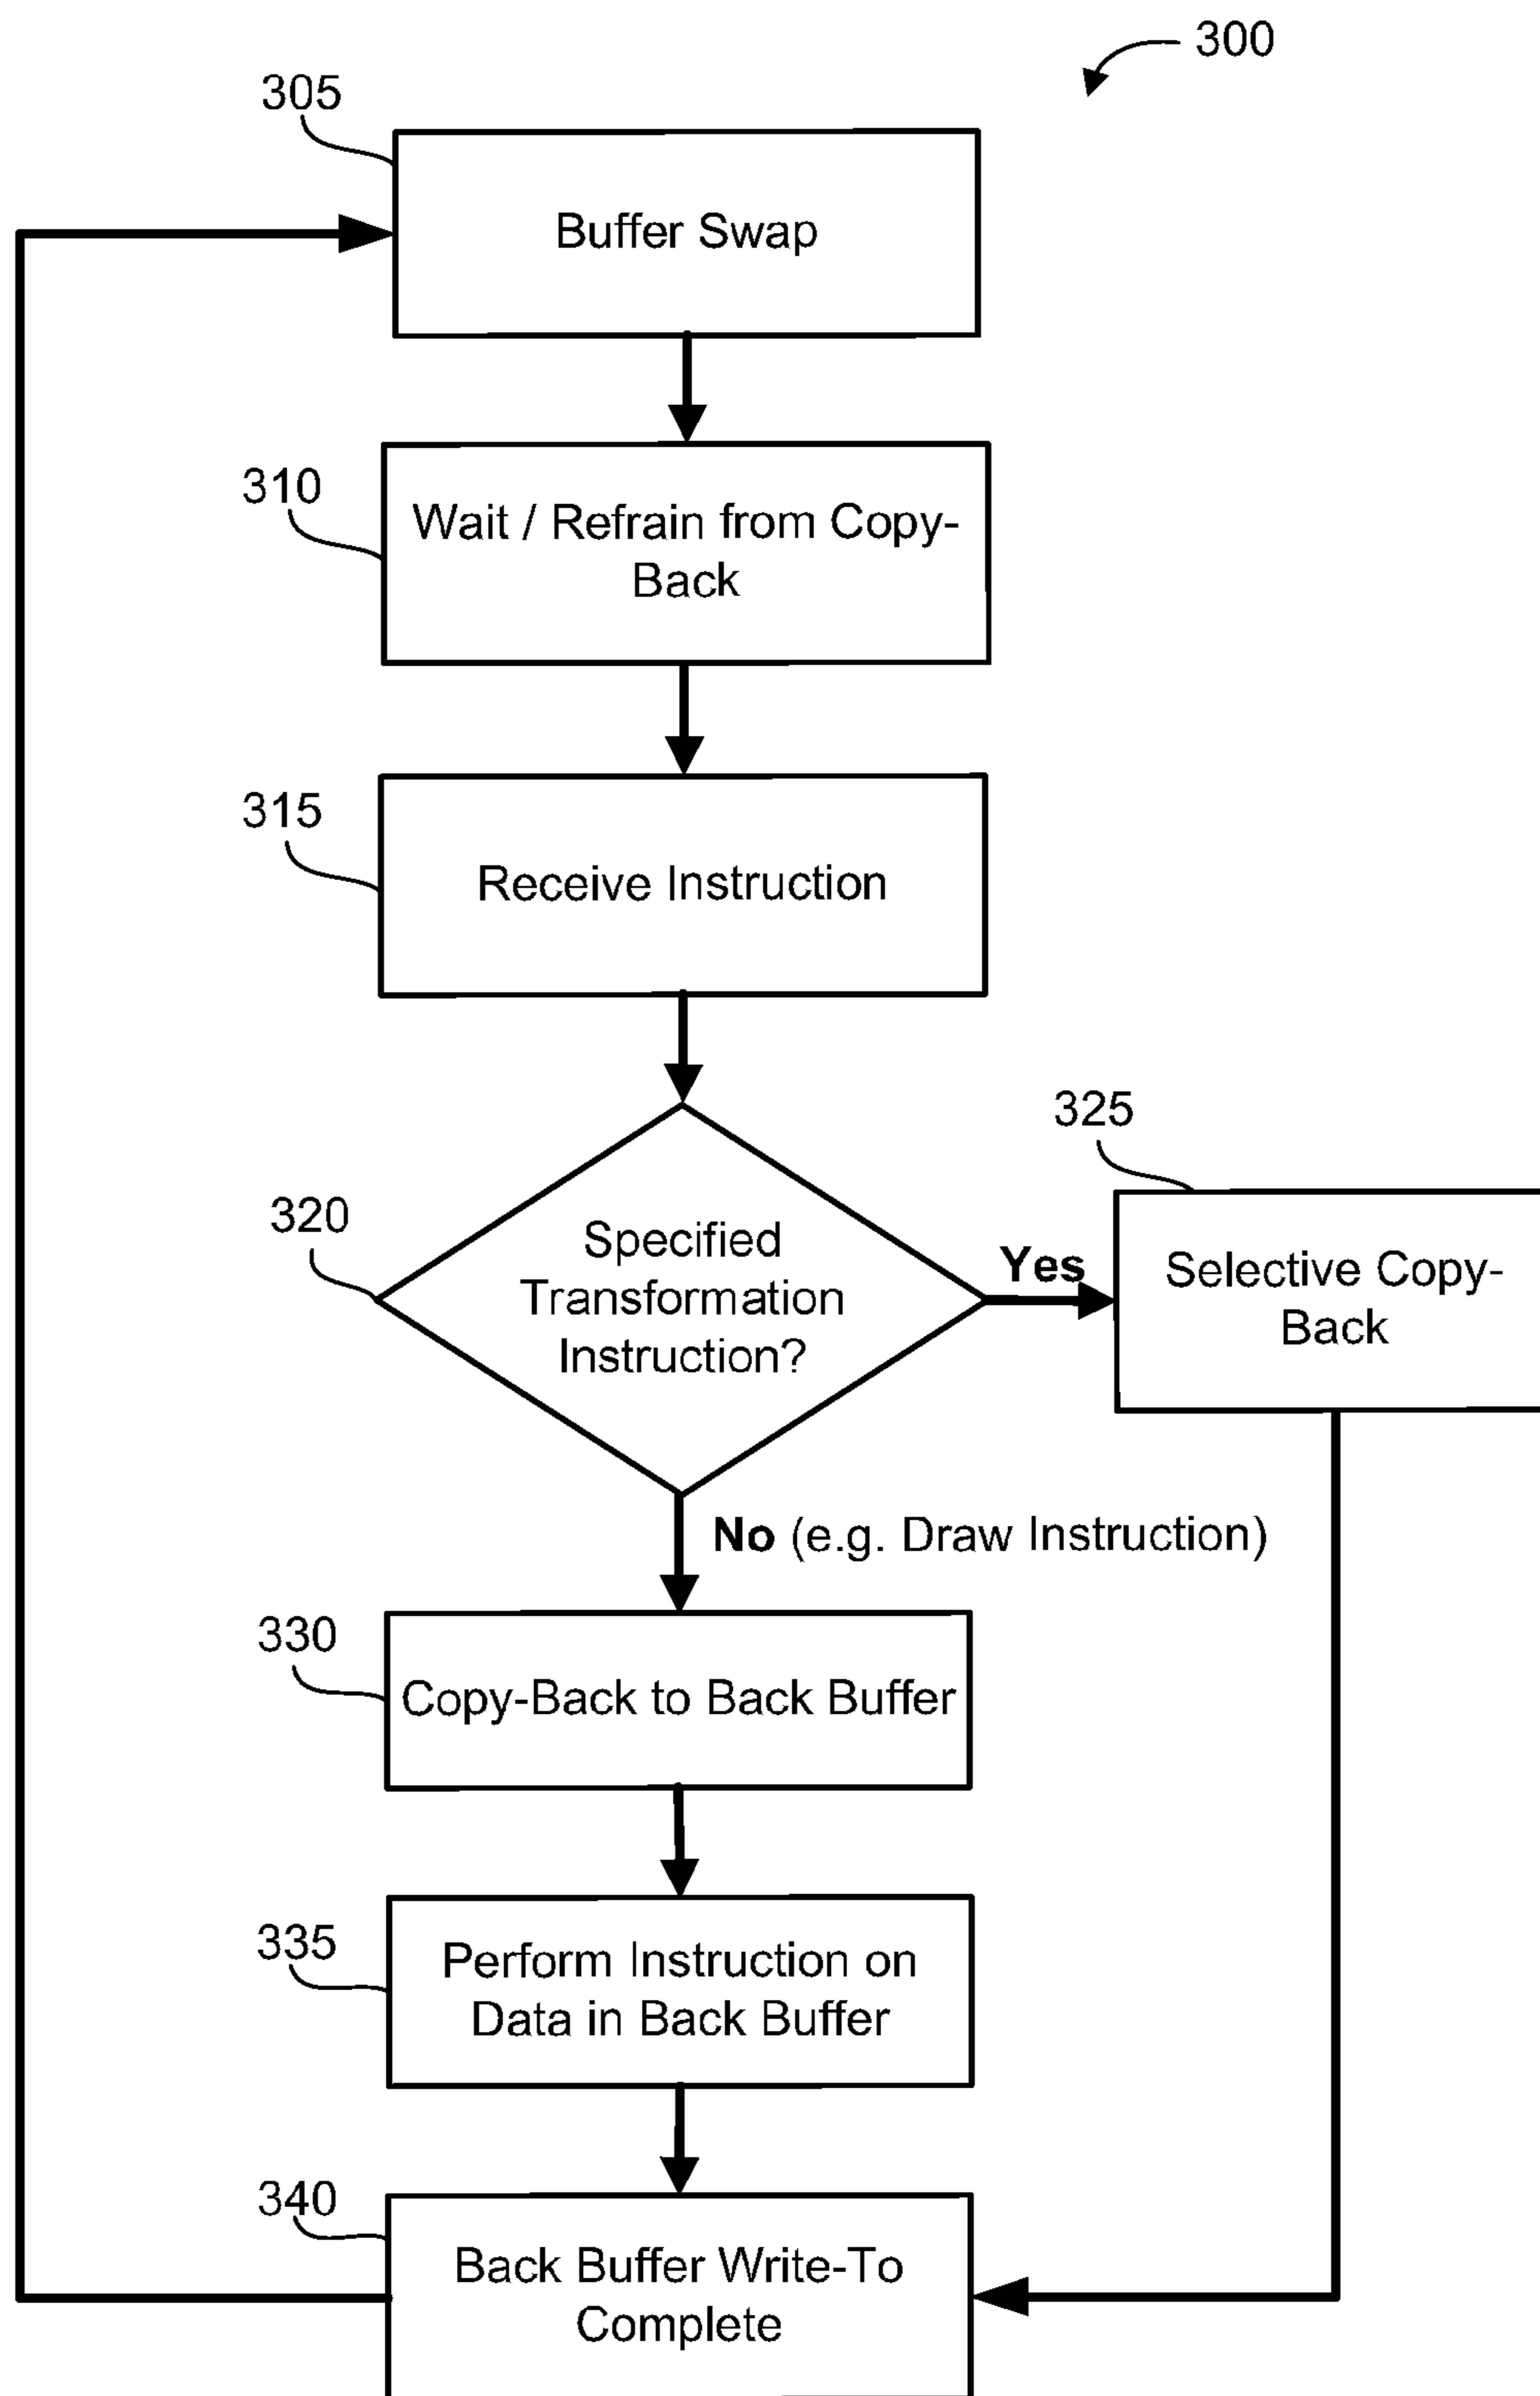 300
305
Buffer Swap
310
Wait / Refrain from Copy-
Back
315
Receive Instruction
320
Specified
Transformation
Instruction?
Yes
325
Selective Copy-
Back
No (e.g. Draw Instruction)
330
Copy-Back to Back Buffer
335
Perform Instruction on
Data in Back Buffer
340
Back Buffer Write-To
Complete